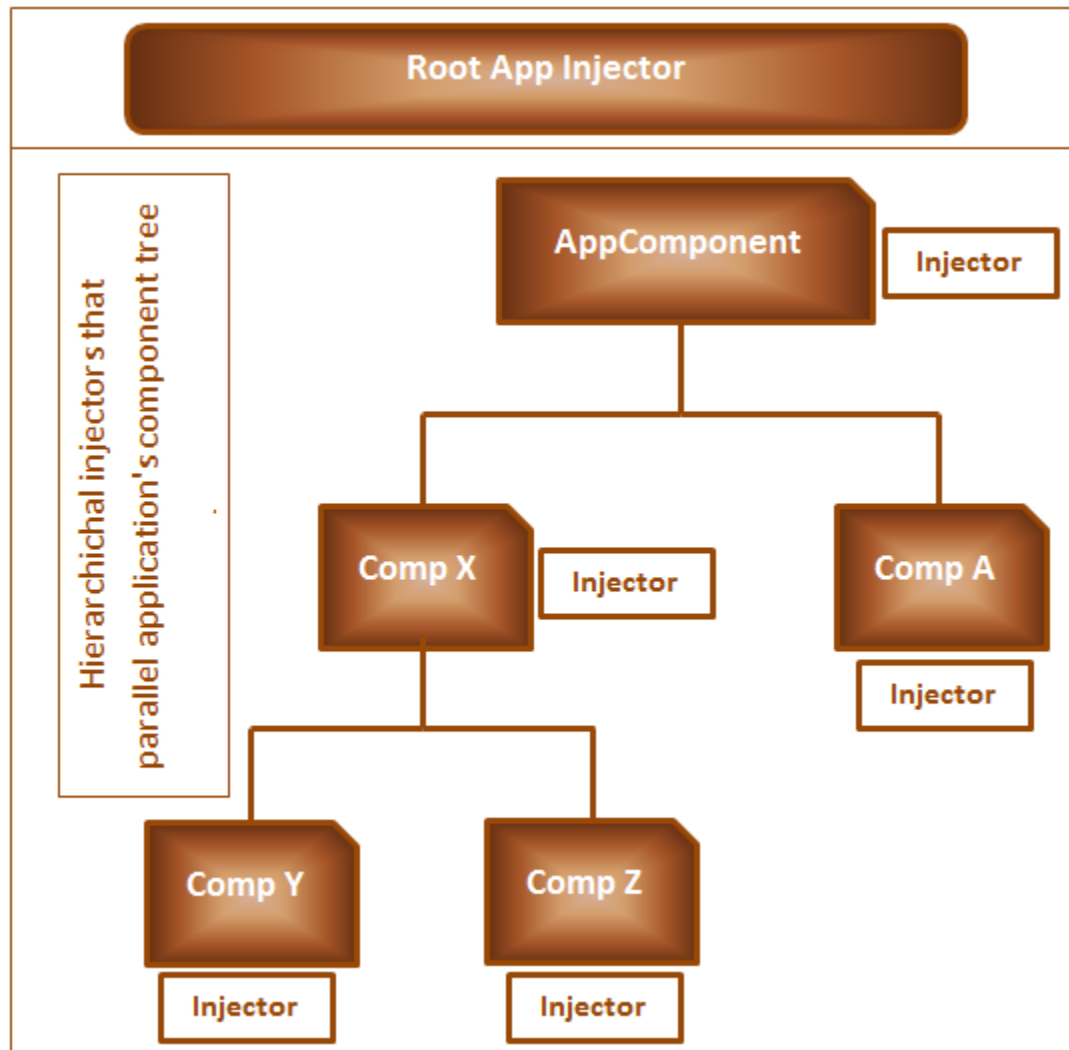 Root App Injector
AppComponent
Injector
Hierarchichal injectors that
parallel application's component tree
Comp X
Injector
Comp A
Injector
Comp Y
Injector
Comp Z
Injector